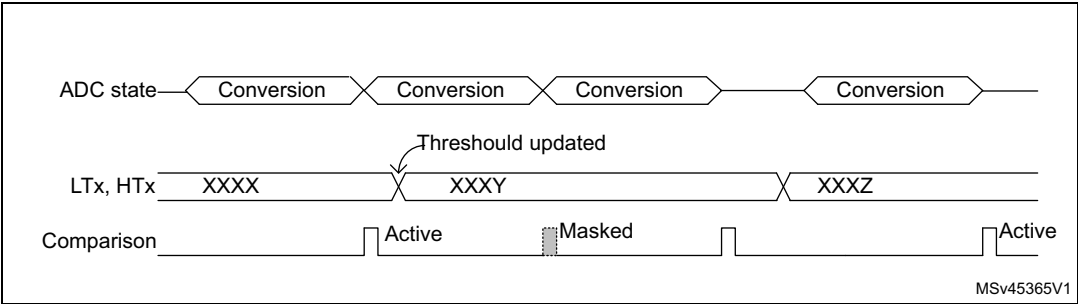 ADC state Conversion Conversion Conversion Conversion
Threshould updated
LTx, HTx XXXX XXXY XXXZ
Comparison Active Masked Active
MSv45365V1